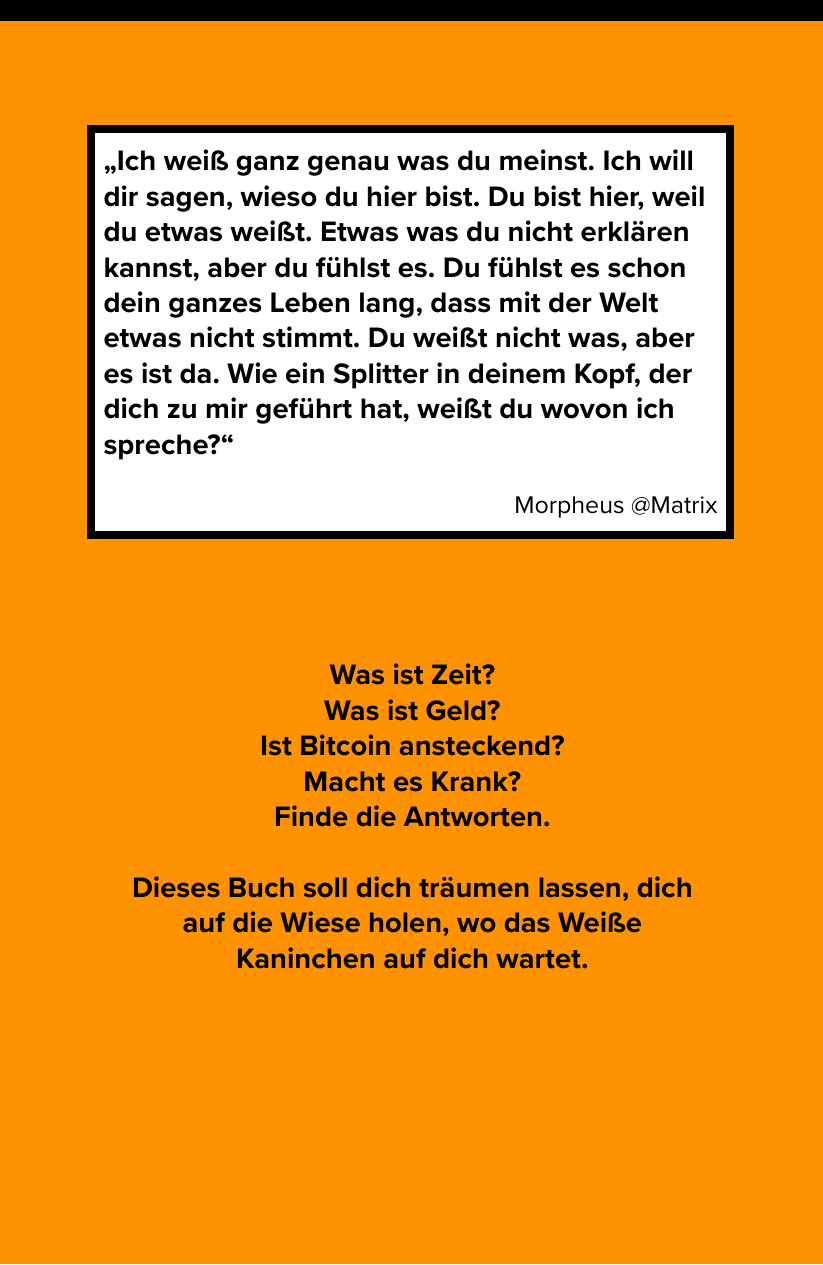 „Ich weiß ganz genau was du meinst. Ich will
dir sagen, wieso du hier bist. Du bist hier, weil
du etwas weißt. Etwas was du nicht erklären
kannst, aber du fühlst es. Du fühlst es schon
dein ganzes Leben lang, dass mit der Welt
etwas nicht stimmt. Du weißt nicht was, aber
es ist da. Wie ein Splitter in deinem Kopf, der
dich zu mir geführt hat, weißt du wovon ich
spreche?“
Morpheus @Matrix
Was ist Zeit?
Was ist Geld?
Ist Bitcoin ansteckend?
Macht es Krank?
Finde die Antworten.
Dieses Buch soll dich träumen lassen, dich
auf die Wiese holen, wo das Weiße
Kaninchen auf dich wartet.